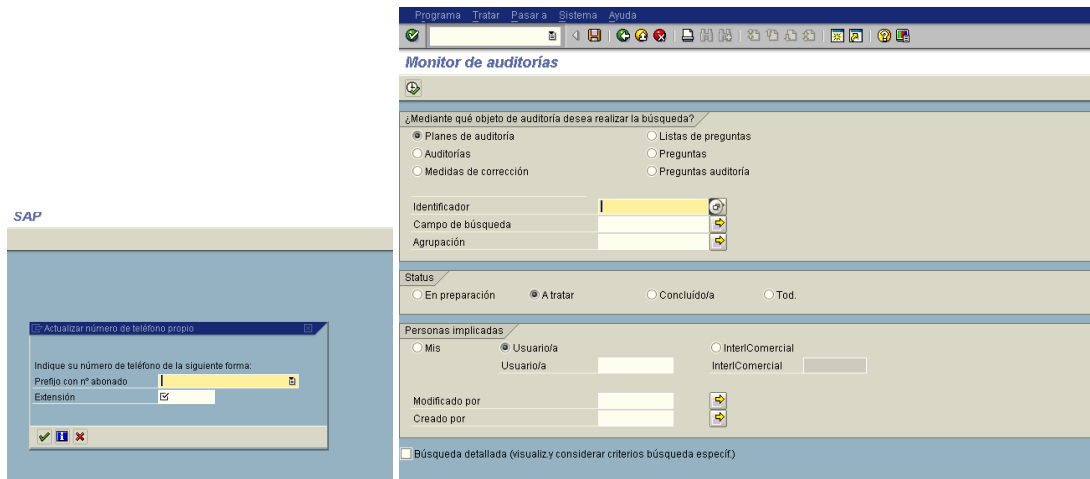 SAP
Actualizar número de teléfono propio
Indique su número de teléfono de la siguiente forma:
Prefijo con nº abonado
Extensión
Programa Tratar Pasar a Sistema Ayuda
Monitor de auditorías
¿Mediante qué objeto de auditoría desea realizar la búsqueda?
Planes de auditoría Listas de preguntas
Auditorías Preguntas
Medidas de corrección Preguntas auditoría
Identificador
Campo de búsqueda
Agrupación
Status
En preparación A tratar Concluído/a Tod.
Personas implicadas
Mis Usuario/a InterlComercial
Usuario/a InterlComercial
Modificado por
Creado por
Búsqueda detallada (visualiz.y considerar criterios búsqueda específ.)